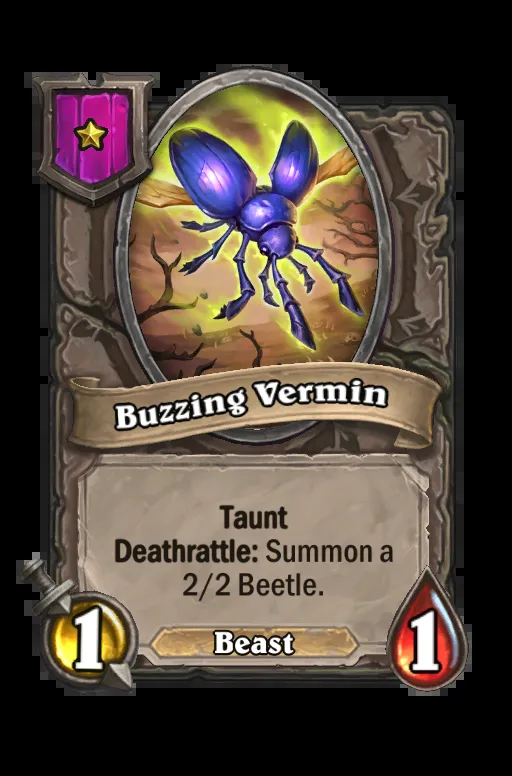 Buzzing Vermin
Taunt
Deathrattle: Summon a
2/2 Beetle.
1
Beast
1